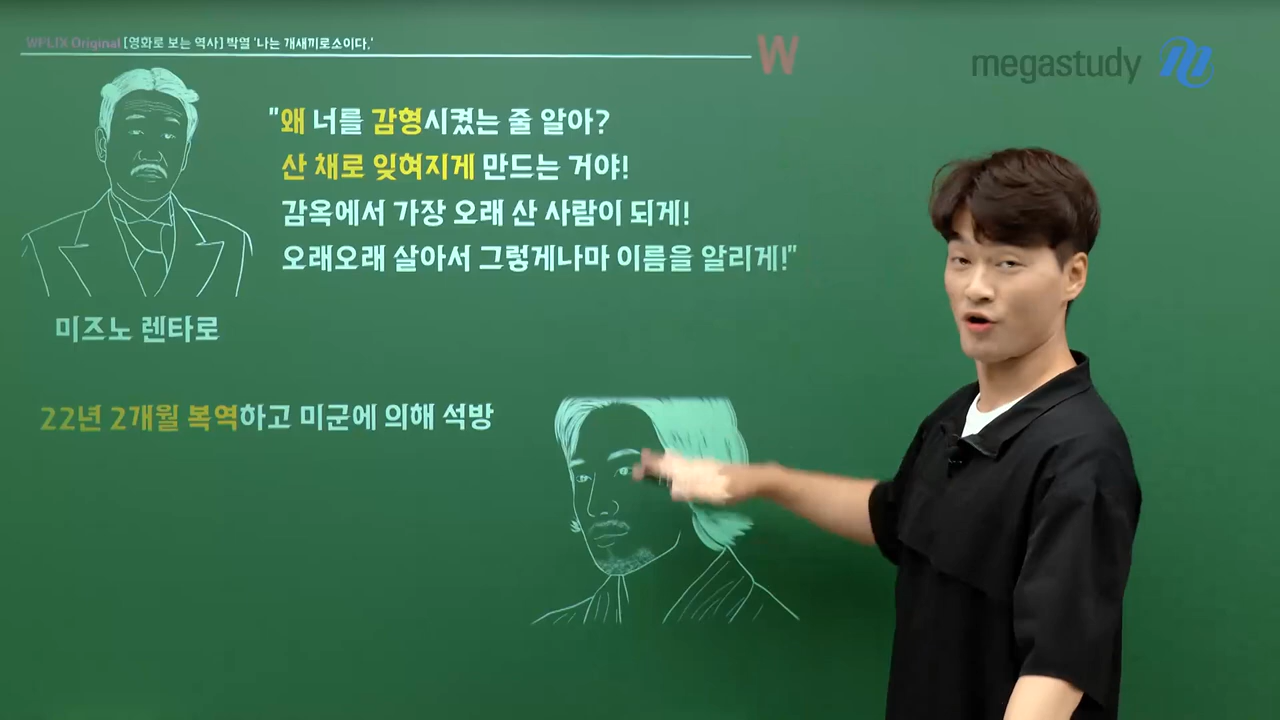 WFLIX Original [영화로 보는 역사] 박열 '나는 개새끼로소이다.'
W
megastudy
"왜 너를 감형시켰는 줄 알아?
산 채로 잊혀지게 만드는 거야!
감옥에서 가장 오래 산 사람이 되게!
오래오래 살아서 그렇게나마 이름을 알리게!"
미즈노 렌타로
22년 2개월 복역하고 미군에 의해 석방